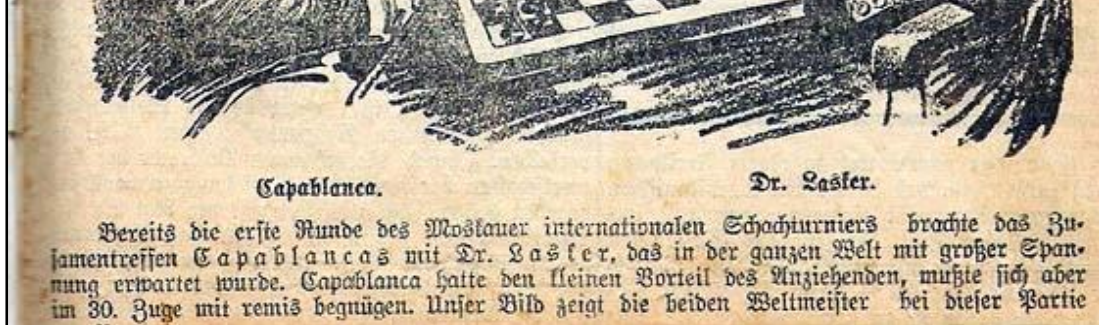 Capablanca. Dr. Lasker.
Bereits die erste Runde des Moskauer internationalen Schachturniers brachte das Zu-
samentreffen Capablancas mit Dr. Lasker, das in der ganzen Welt mit großer Span-
nung erwartet wurde. Capablanca hatte den kleinen Vorteil des Anziehenden, mußte sich aber
im 30. Zuge mit remis begnügen. Unser Bild zeigt die beiden Weltmeister bei dieser Partie